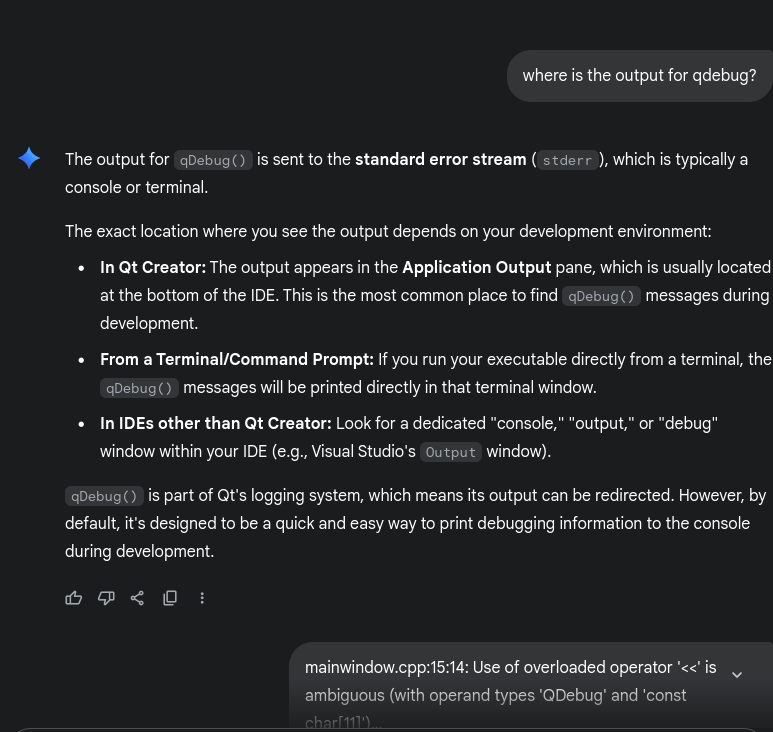 where is the output for qdebug?
The output for qDebug() is sent to the standard error stream (stderr), which is typically a
console or terminal.
The exact location where you see the output depends on your development environment:
• In Qt Creator: The output appears in the Application Output pane, which is usually located
at the bottom of the IDE. This is the most common place to find qDebug() messages during
development.
• From a Terminal/Command Prompt: If you run your executable directly from a terminal, the
qDebug() messages will be printed directly in that terminal window.
• In IDEs other than Qt Creator: Look for a dedicated "console," "output," or "debug"
window within your IDE (e.g., Visual Studio's Output window).
qDebug() is part of Qt's logging system, which means its output can be redirected. However, by
default, it's designed to be a quick and easy way to print debugging information to the console
during development.
mainwindow.cpp:15:14: Use of overloaded operator '<<' is
ambiguous (with operand types 'QDebug' and 'const
char[11]')...